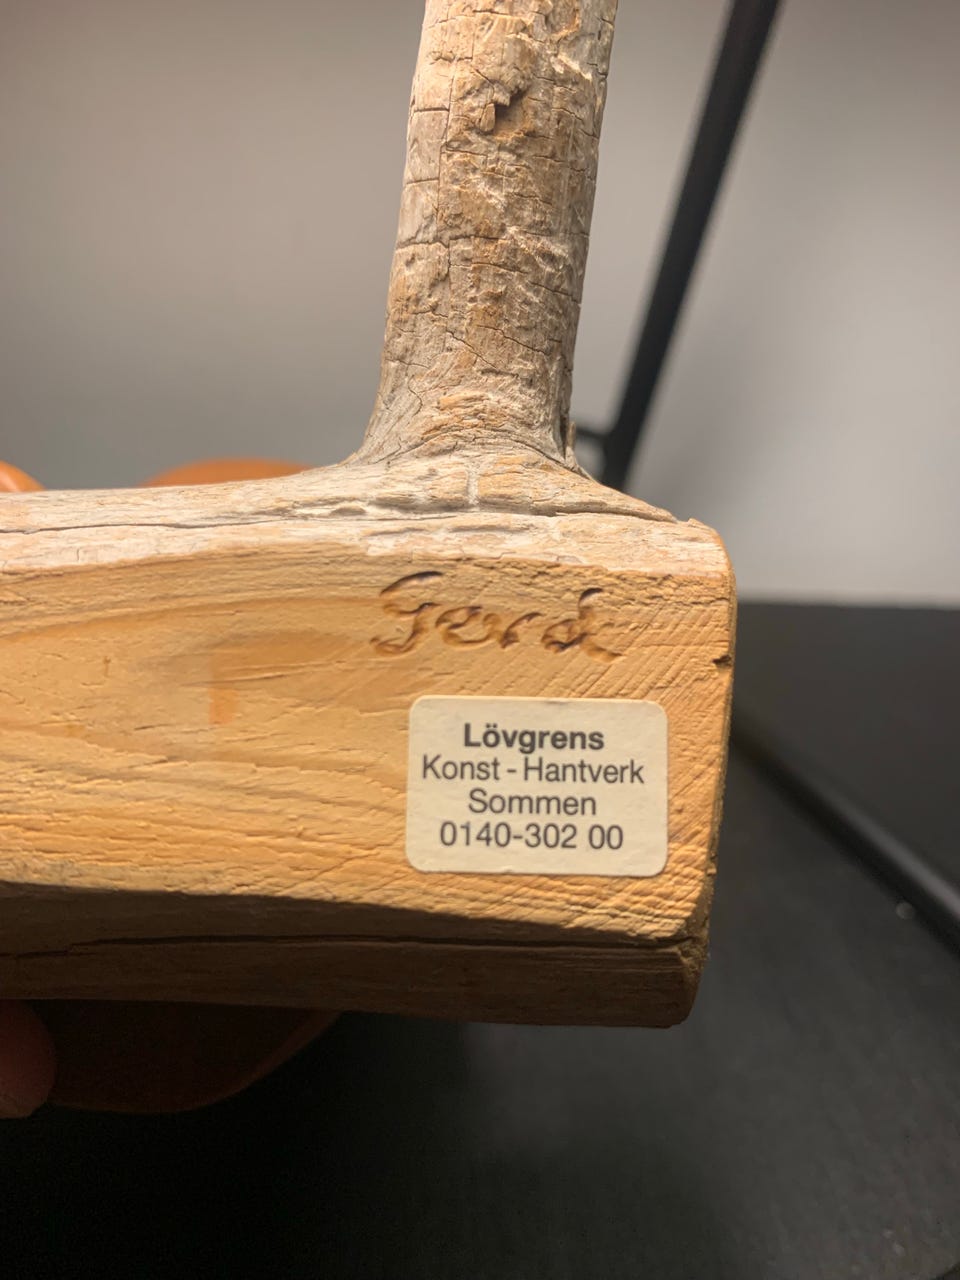 Gerd
Lövgrens
Konst - Hantverk
Sommen
0140-302 00